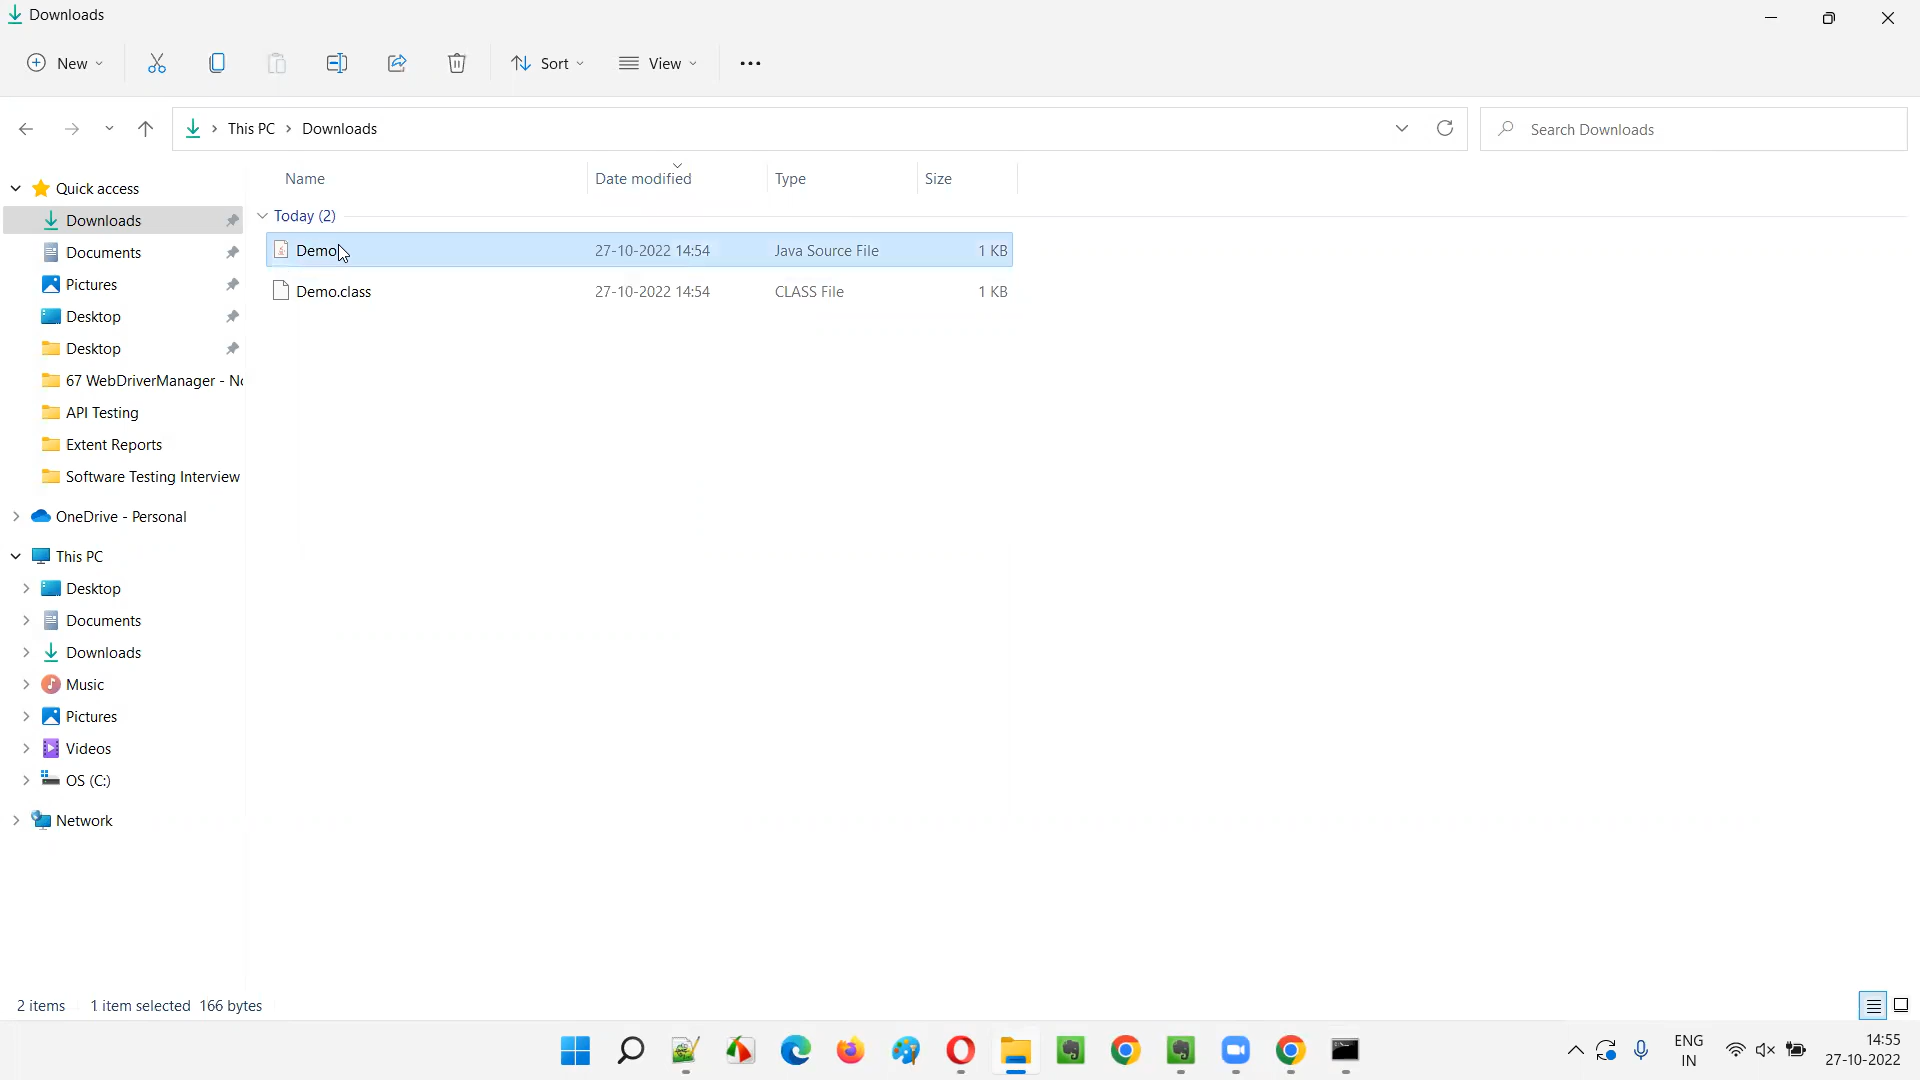 Downloads
New
Sort
View
This PC
Downloads
Search Downloads
Name
Date modified
Type
Size
Today (2)
Demo 27-10-2022 14:54 Java Source File 1 KB
Demo.class 27-10-2022 14:54 CLASS File 1 KB
Quick access
Downloads
Documents
Pictures
Desktop
Desktop
67 WebDriverManager - No
API Testing
Extent Reports
Software Testing Interview
OneDrive - Personal
This PC
Desktop
Documents
Downloads
Music
Pictures
Videos
OS (C:)
Network
2 items 1 item selected 166 bytes
ENG
IN
14:55
27-10-2022